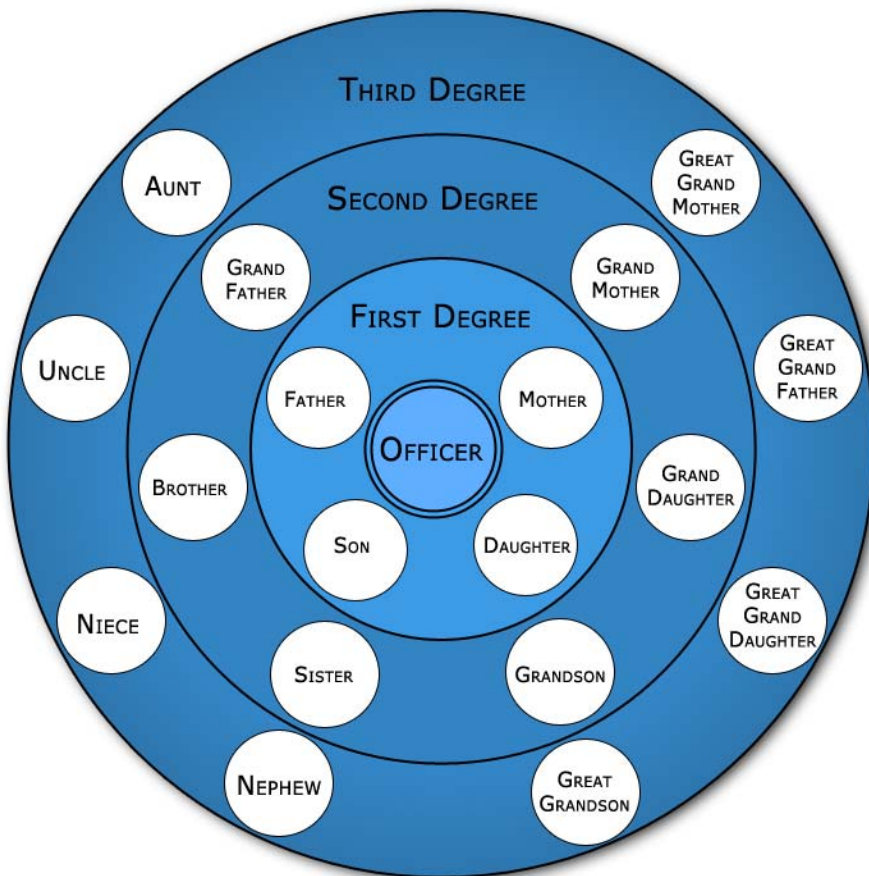 Third Degree
Aunt
Great
Grand
Mother
Second Degree
Grand
Father
Grand
Mother
First Degree
Uncle
Great
Grand
Father
Father
Mother
Officer
Brother
Grand
Daughter
Son
Daughter
Niece
Great
Grand
Daughter
Sister
Grandson
Nephew
Great
Grandson